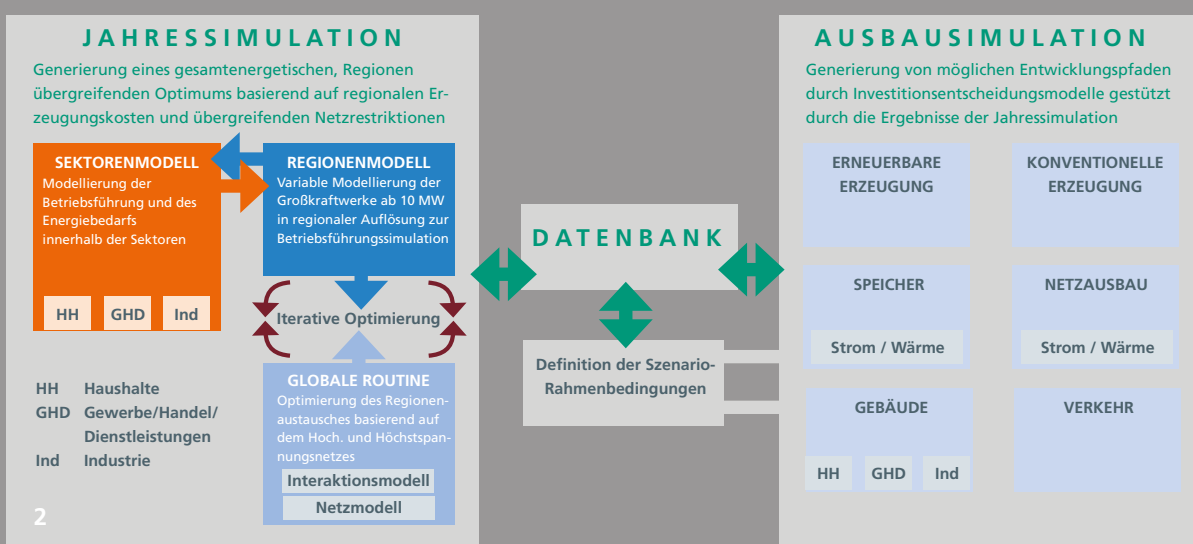 JAHRESSIMULATION
Generierung eines gesamtenergetischen, Regionen
übergreifenden Optimums basierend auf regionalen Er-
zeugungskosten und übergreifenden Netzrestriktionen
SEKTORENMODELL
Modellierung der
Betriebsführung und des
Energiebedarfs
innerhalb der Sektoren
HH GHD Ind
REGIONENMODELL
Variable Modellierung der
Großkraftwerke ab 10 MW
in regionaler Auflösung zur
Betriebsführungssimulation
Iterative Optimierung
GLOBALE ROUTINE
Optimierung des Regionen-
austausches basierend auf
dem Hoch. und Höchstspan-
nungsnetzes
Interaktionsmodell
Netzmodell
HH Haushalte
GHD Gewerbe/Handel/
Dienstleistungen
Ind Industrie
2
DATENBANK
Definition der Szenario-
Rahmenbedingungen
AUSBAUSIMULATION
Generierung von möglichen Entwicklungspfaden
durch Investitionsentscheidungsmodelle gestützt
durch die Ergebnisse der Jahressimulation
ERNEUERBARE
ERZEUGUNG
KONVENTIONELLE
ERZEUGUNG
SPEICHER
Strom / Wärme
NETZAUSBAU
Strom / Wärme
GEBÄUDE
HH GHD Ind
VERKEHR